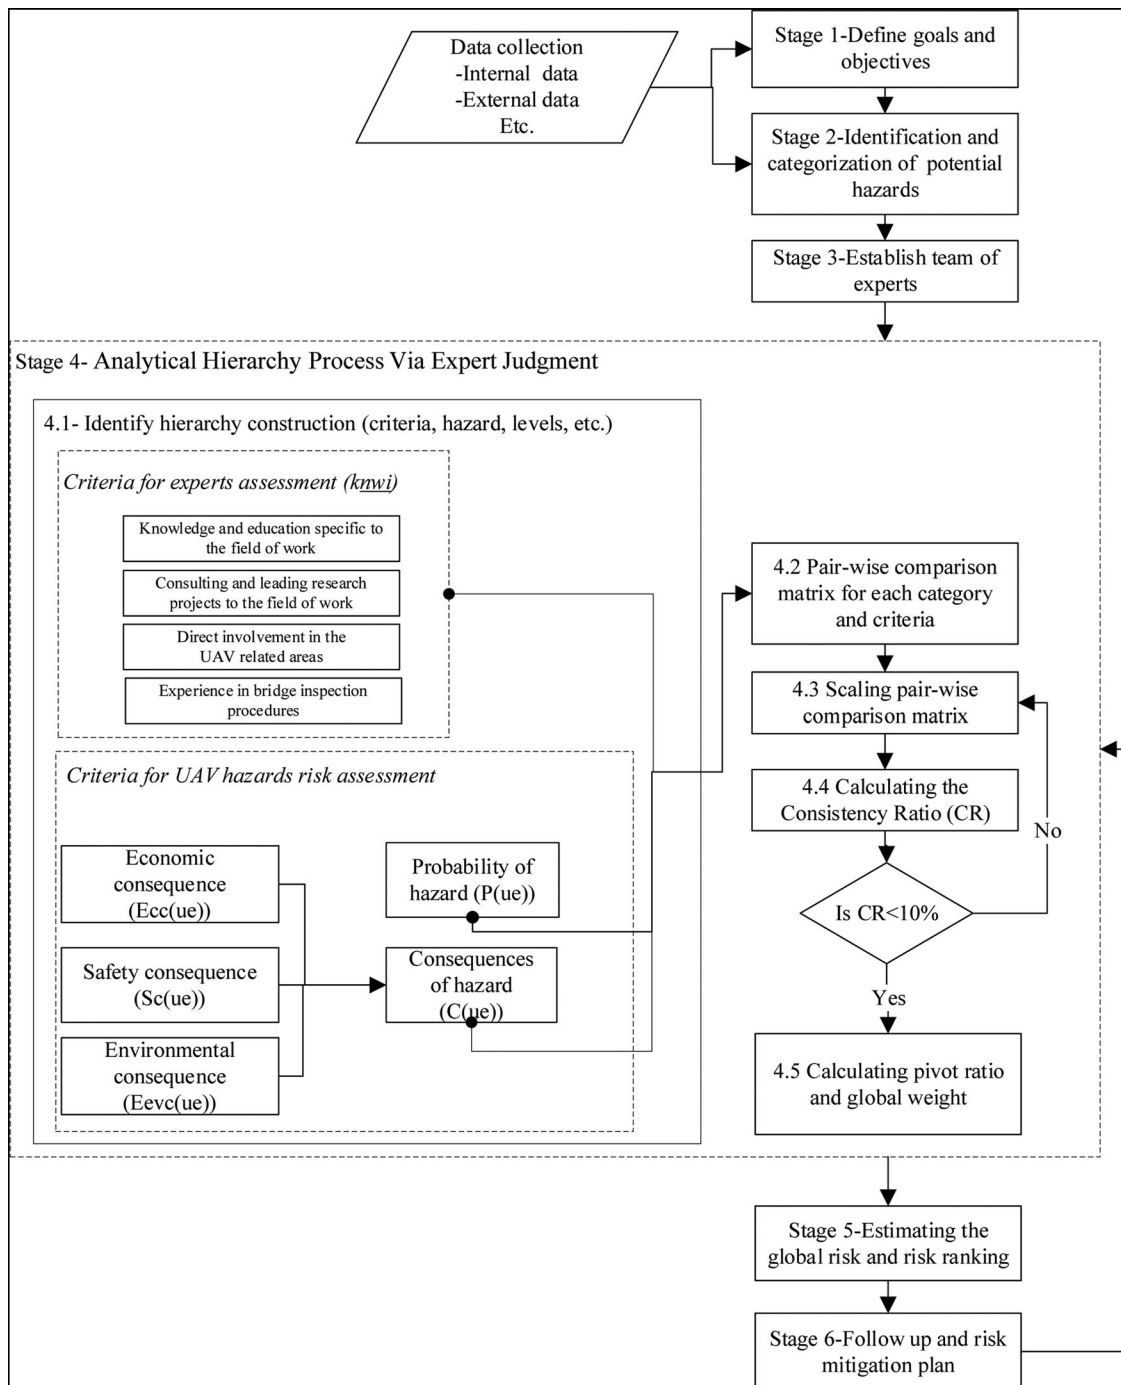 Data collection
-Internal data
-External data
Etc.
Stage 1-Define goals and
objectives
Stage 2-Identification and
categorization of potential
hazards
Stage 3-Establish team of
experts
Stage 4- Analytical Hierarchy Process Via Expert Judgment
4.1- Identify hierarchy construction (criteria, hazard, levels, etc.)
Criteria for experts assessment (knwi)
Knowledge and education specific to
the field of work
Consulting and leading research
projects to the field of work
Direct involvement in the
UAV related areas
Experience in bridge inspection
procedures
Criteria for UAV hazards risk assessment
Economic
consequence
(Ecc(ue))
Safety consequence
(Sc(ue))
Environmental
consequence
(Eevc(ue))
Probability of
hazard (P(ue))
Consequences
of hazard
(C(ue))
4.2 Pair-wise comparison
matrix for each category
and criteria
4.3 Scaling pair-wise
comparison matrix
4.4 Calculating the
Consistency Ratio (CR)
No
Is CR<10%
Yes
4.5 Calculating pivot ratio
and global weight
Stage 5-Estimating the
global risk and risk ranking
Stage 6-Follow up and risk
mitigation plan